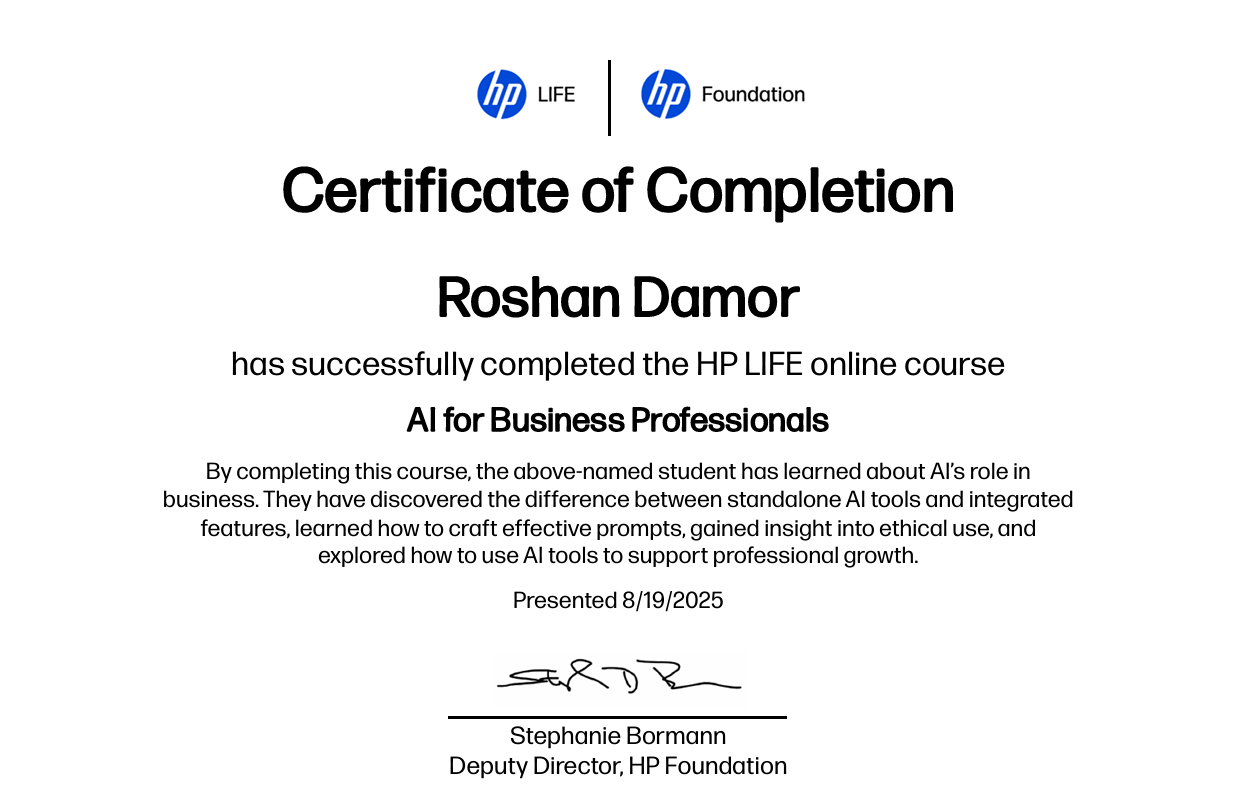 hp LIFE hp Foundation
Certificate of Completion
Roshan Damor
has successfully completed the HP LIFE online course
AI for Business Professionals
By completing this course, the above-named student has learned about AI’s role in
business. They have discovered the difference between standalone AI tools and integrated
features, learned how to craft effective prompts, gained insight into ethical use, and
explored how to use AI tools to support professional growth.
Presented 8/19/2025
Stephanie Bormann
Deputy Director, HP Foundation